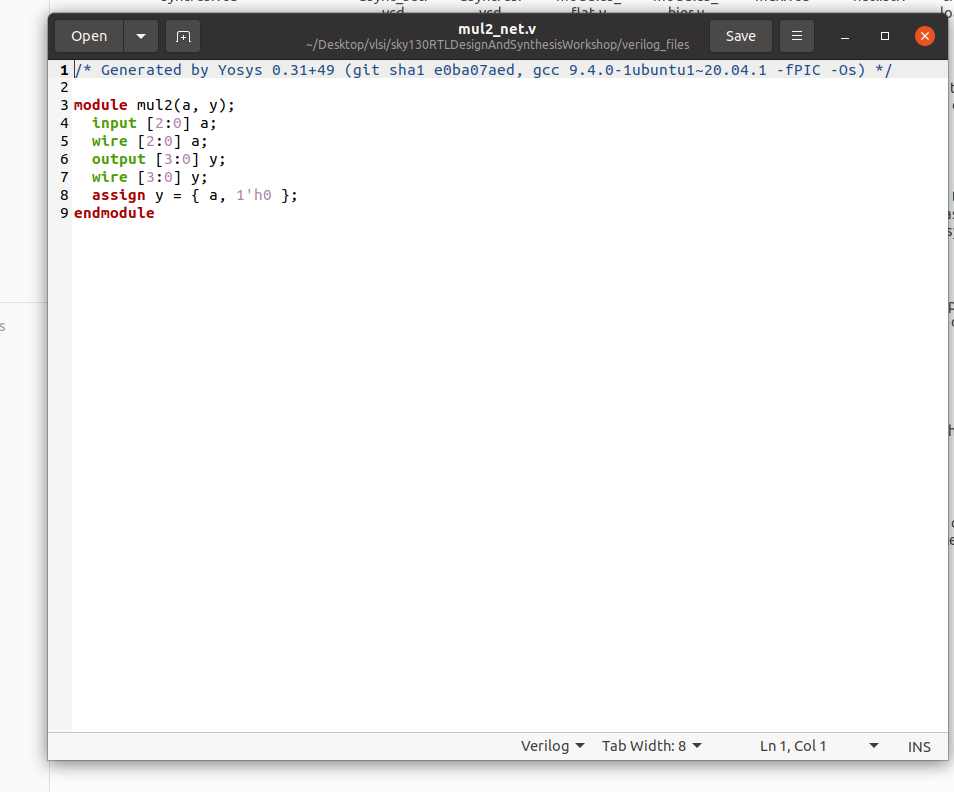 Open
mul2_net.v
~/Desktop/vlsi/sky130RTLDesignAndSynthesisWorkshop/verilog_files
Save
1 /* Generated by Yosys 0.31+49 (git sha1 e0ba07aed, gcc 9.4.0-1ubuntu1~20.04.1 -fPIC -Os) */
2
3 module mul2(a, y);
4   input [2:0] a;
5   wire [2:0] a;
6   output [3:0] y;
7   wire [3:0] y;
8   assign y = { a, 1'h0 };
9 endmodule
Verilog Tab Width: 8 Ln 1, Col 1 INS